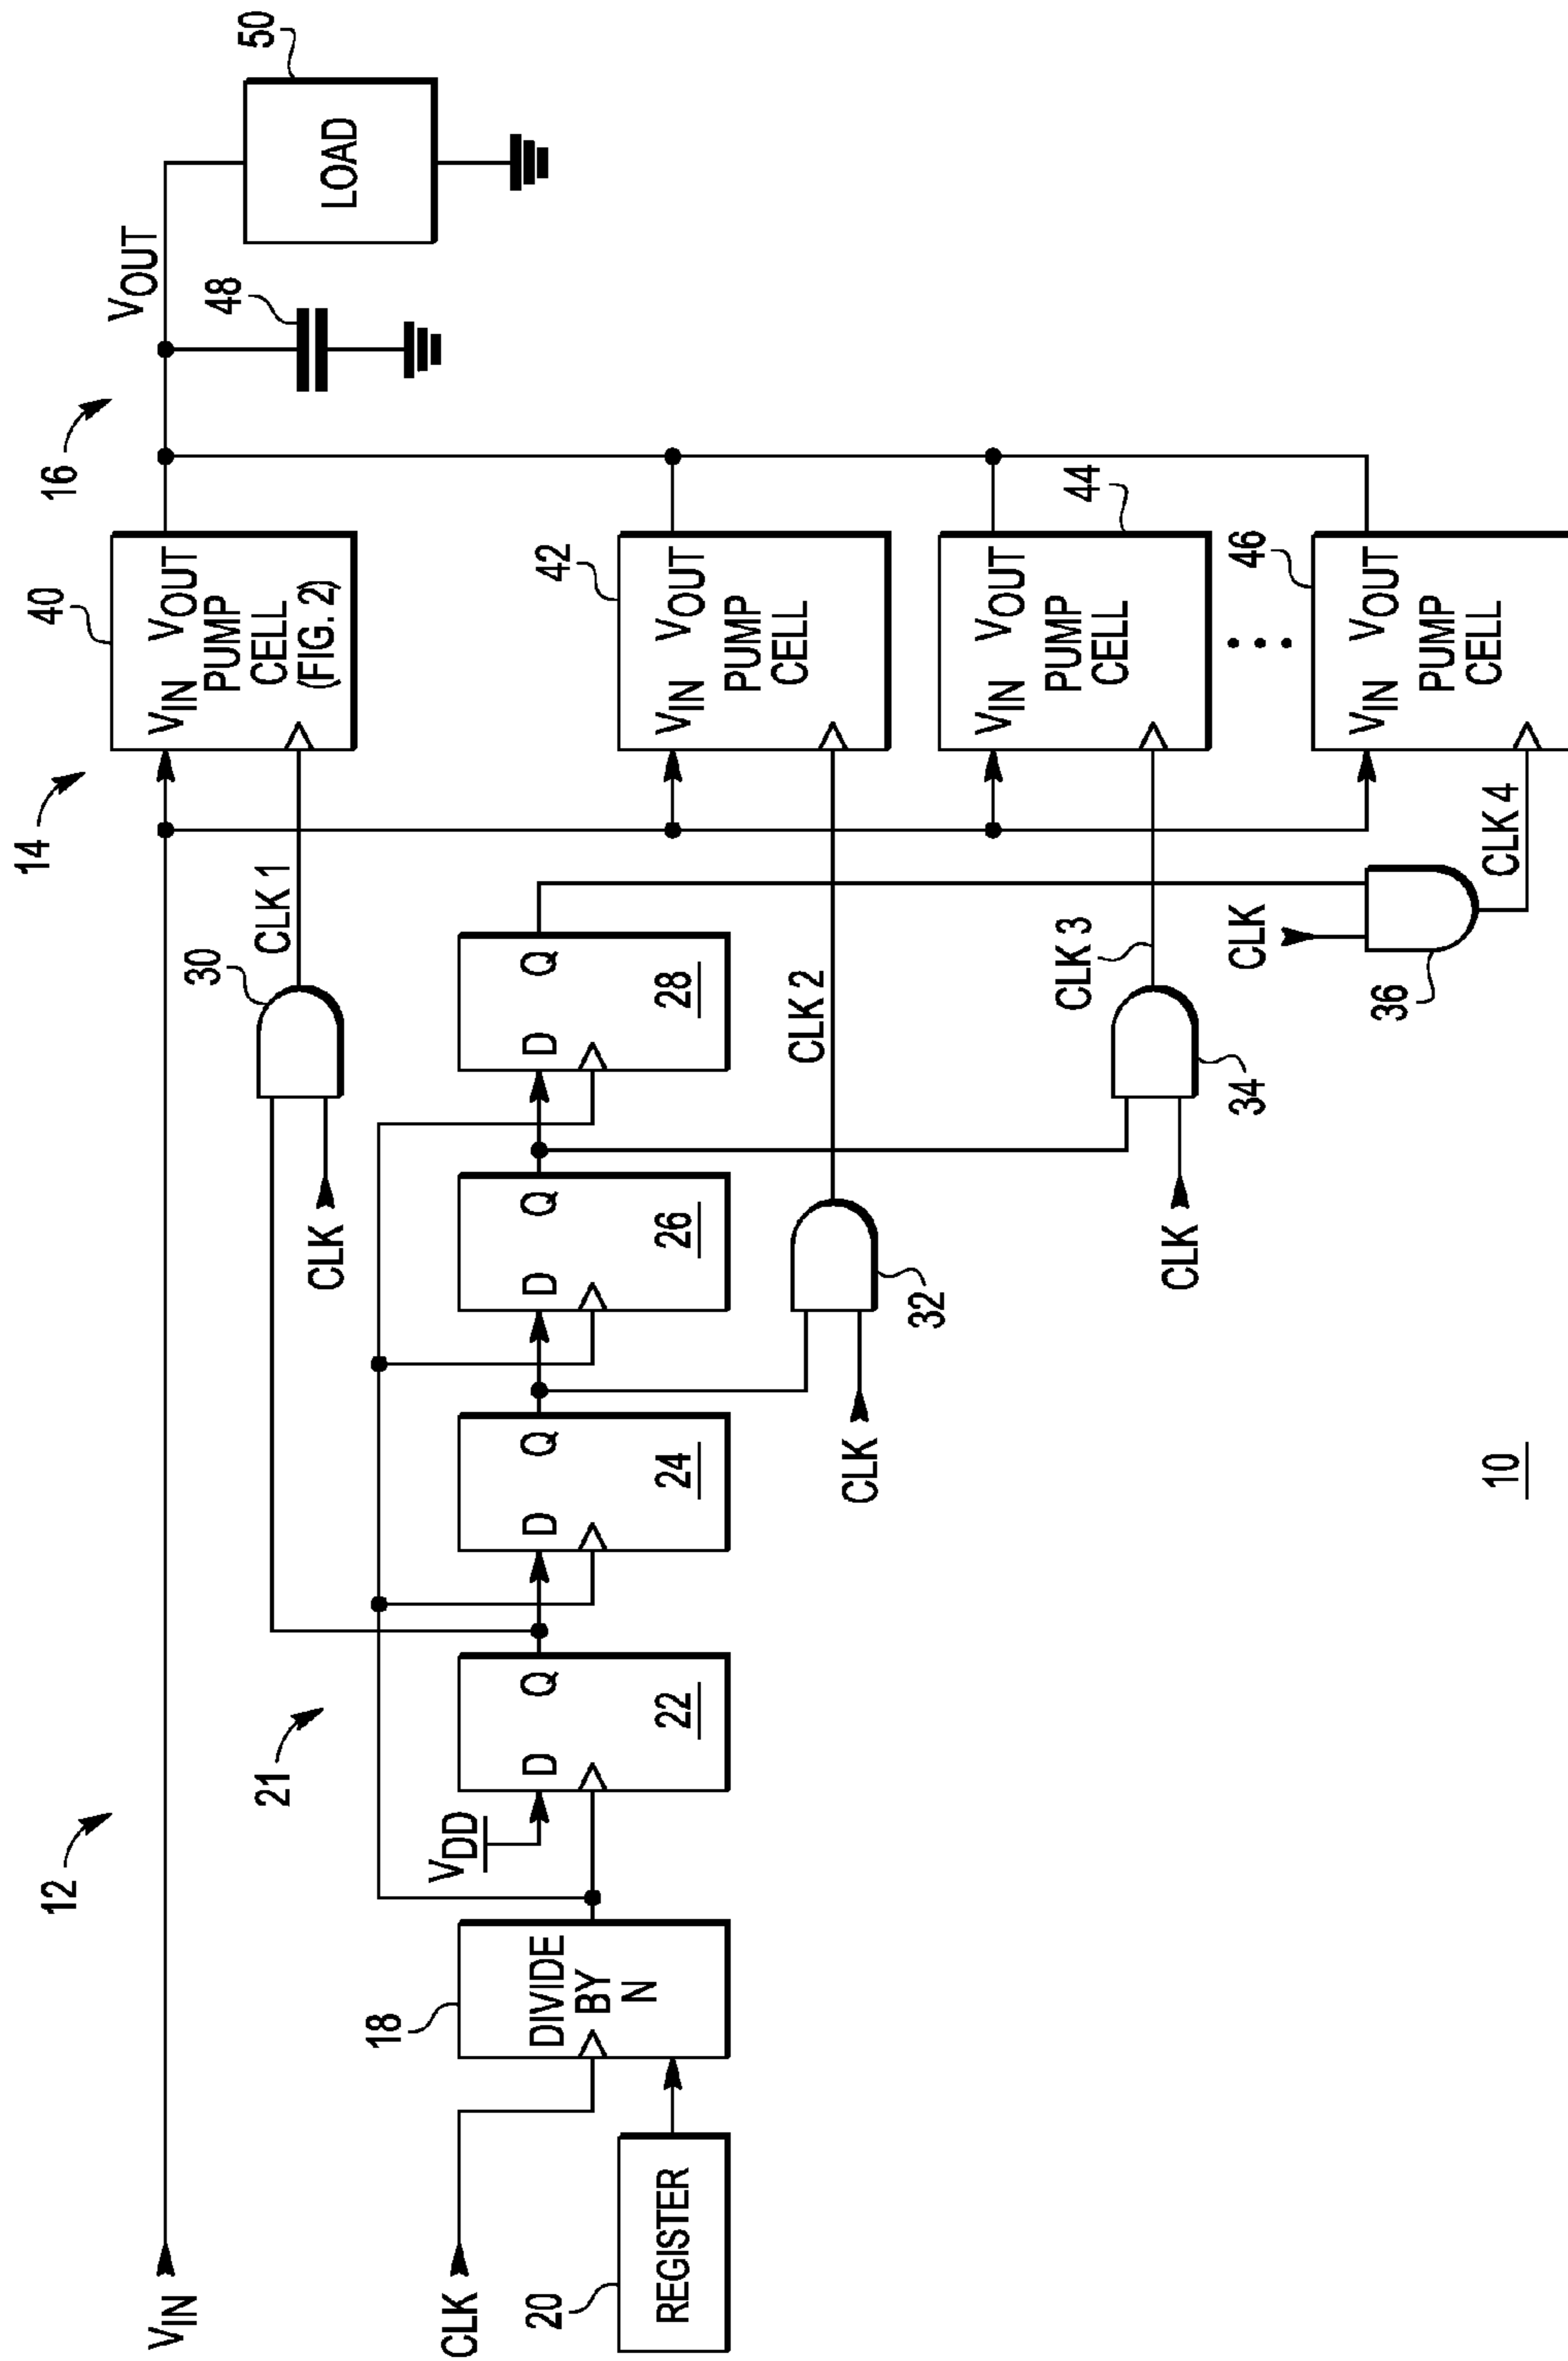 12
14
16
VIN
VIN VOUT
PUMP
CELL
(FIG. 2)
40
VOUT
48
50
LOAD
21
30
CLK 1
CLK
CLK
18
DIVIDE
BY
N
20
REGISTER
VDD
D Q
22
D Q
24
D Q
26
D Q
28
CLK
32
CLK 2
42
VIN VOUT
PUMP
CELL
CLK
34
CLK 3
44
VIN VOUT
PUMP
CELL
CLK
36
CLK 4
46
VIN VOUT
PUMP
CELL
10